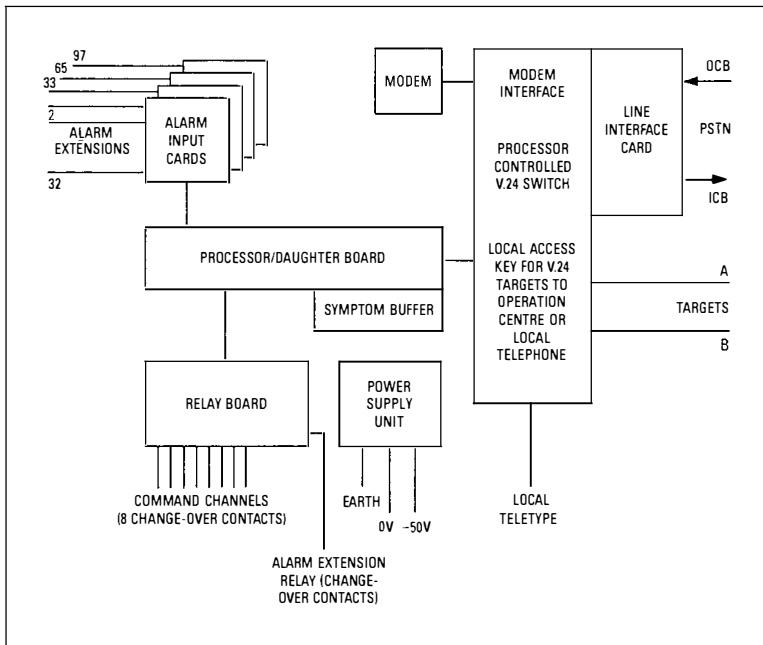 97
65
33
2
ALARM
EXTENSIONS
32
ALARM
INPUT
CARDS
MODEM
MODEM
INTERFACE
PROCESSOR
CONTROLLED
V.24 SWITCH
LOCAL ACCESS
KEY FOR V.24
TARGETS TO
OPERATION
CENTRE OR
LOCAL
TELEPHONE
LINE
INTERFACE
CARD
OCB
PSTN
ICB
A
TARGETS
B
PROCESSOR/DAUGHTER BOARD
SYMPTOM BUFFER
RELAY BOARD
POWER
SUPPLY
UNIT
COMMAND CHANNELS
(8 CHANGE-OVER CONTACTS)
EARTH
0V
-50V
LOCAL
TELETYPE
ALARM EXTENSION
RELAY (CHANGE-
OVER CONTACTS)